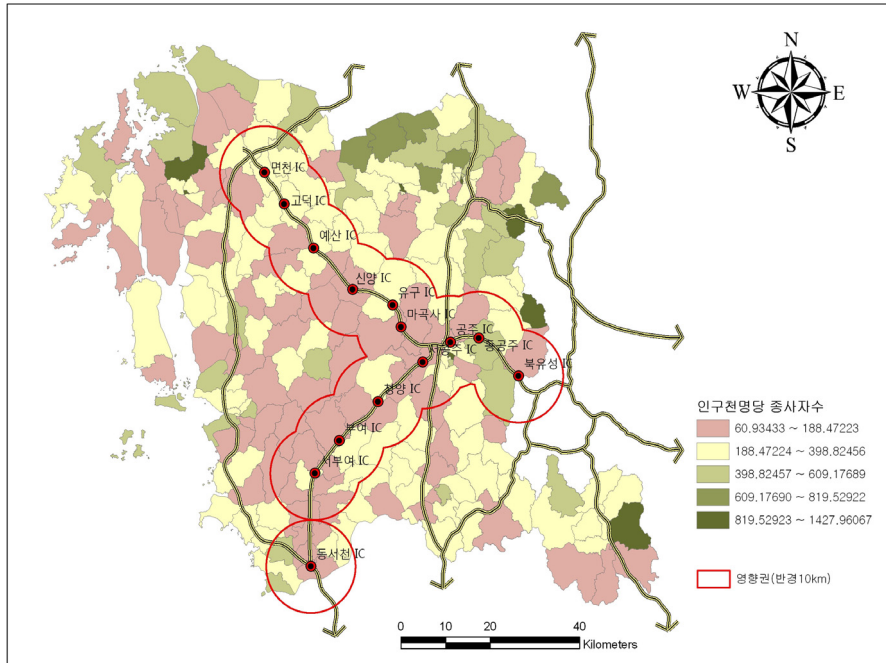 N
W
E
S
면천 IC
고덕 IC
예산 IC
신양 IC
유구 IC
마곡사 IC
공주 IC
동공주 IC
서공주 IC
북유성 IC
청양 IC
부여 IC
서부여 IC
동서천 IC
인구천명당 종사자수
60.93433 ~ 188.47223
188.47224 ~ 398.82456
398.82457 ~ 609.17689
609.17690 ~ 819.52922
819.52923 ~ 1427.96067
영향권(반경10km)
0 10 20 40
Kilometers